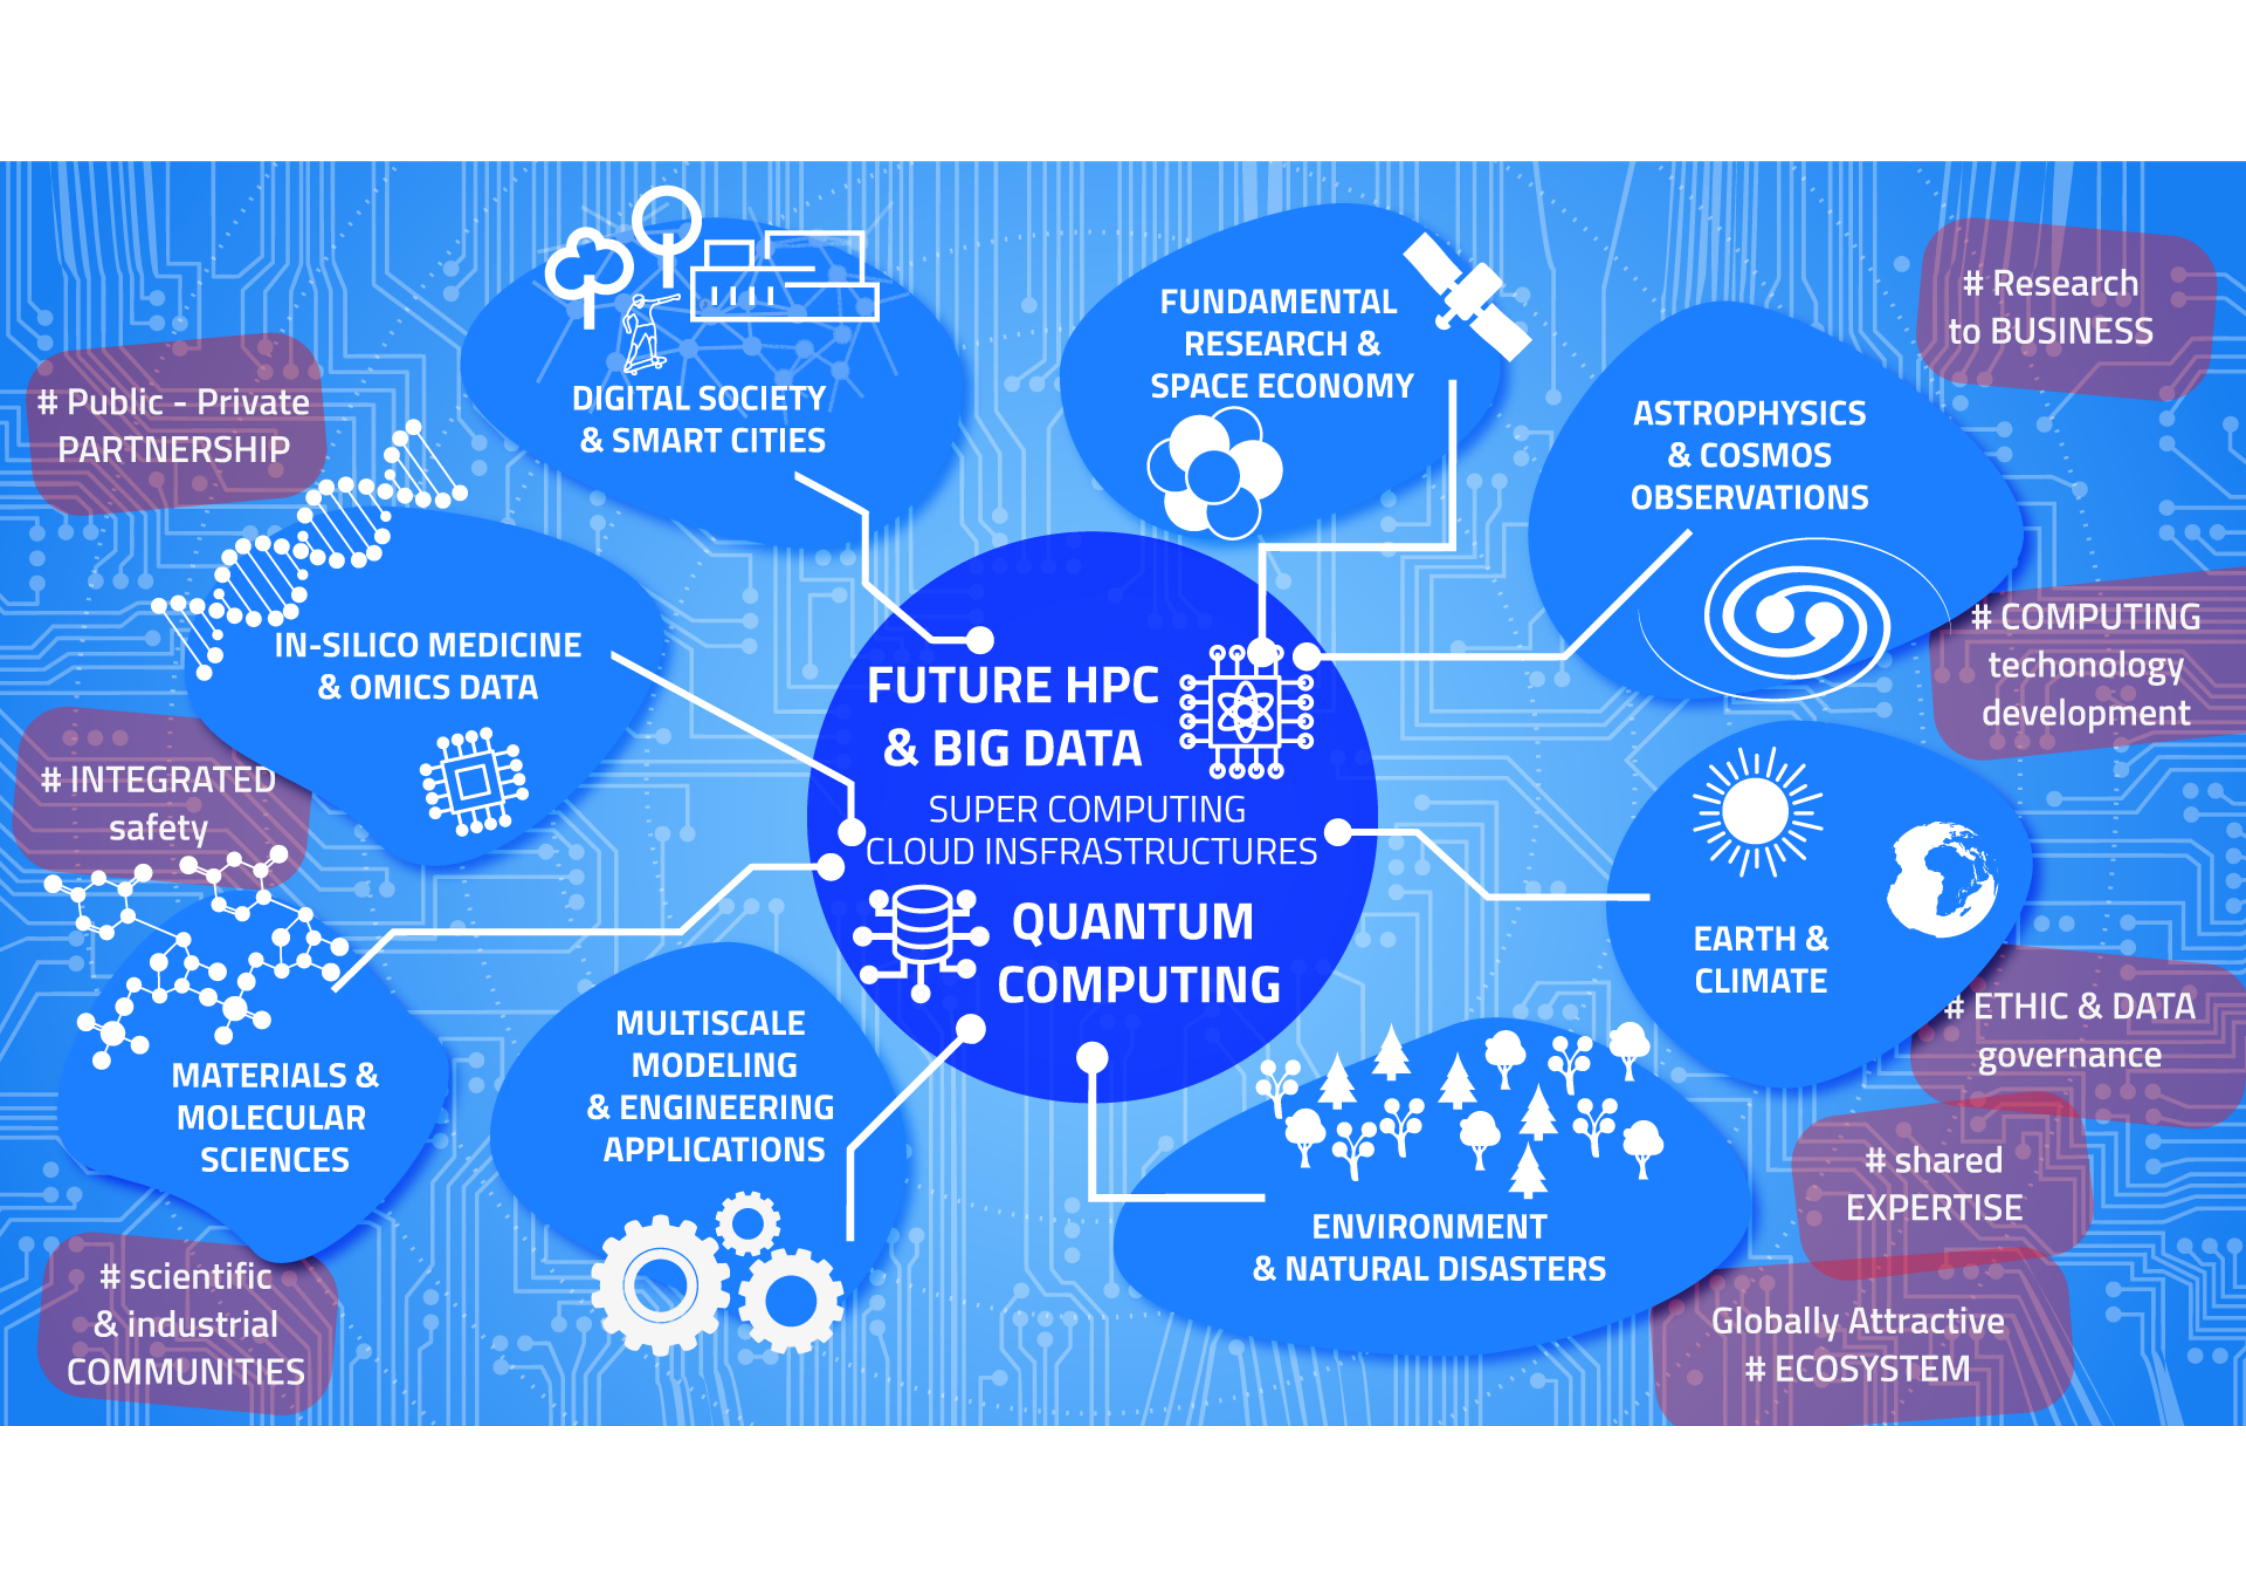 DIGITAL SOCIETY
& SMART CITIES
FUNDAMENTAL
RESEARCH &
SPACE ECONOMY
# Research
to BUSINESS
# Public - Private
PARTNERSHIP
ASTROPHYSICS
& COSMOS
OBSERVATIONS
IN-SILICO MEDICINE
& OMICS DATA
# COMPUTING
techonology
development
FUTURE HPC
& BIG DATA
SUPER COMPUTING
CLOUD INSFRASTRUCTURES
QUANTUM
COMPUTING
# INTEGRATED
safety
EARTH &
CLIMATE
# ETHIC & DATA
governance
MATERIALS &
MOLECULAR
SCIENCES
MULTISCALE
MODELING
& ENGINEERING
APPLICATIONS
ENVIRONMENT
& NATURAL DISASTERS
# shared
EXPERTISE
# scientific
& industrial
COMMUNITIES
Globally Attractive
# ECOSYSTEM